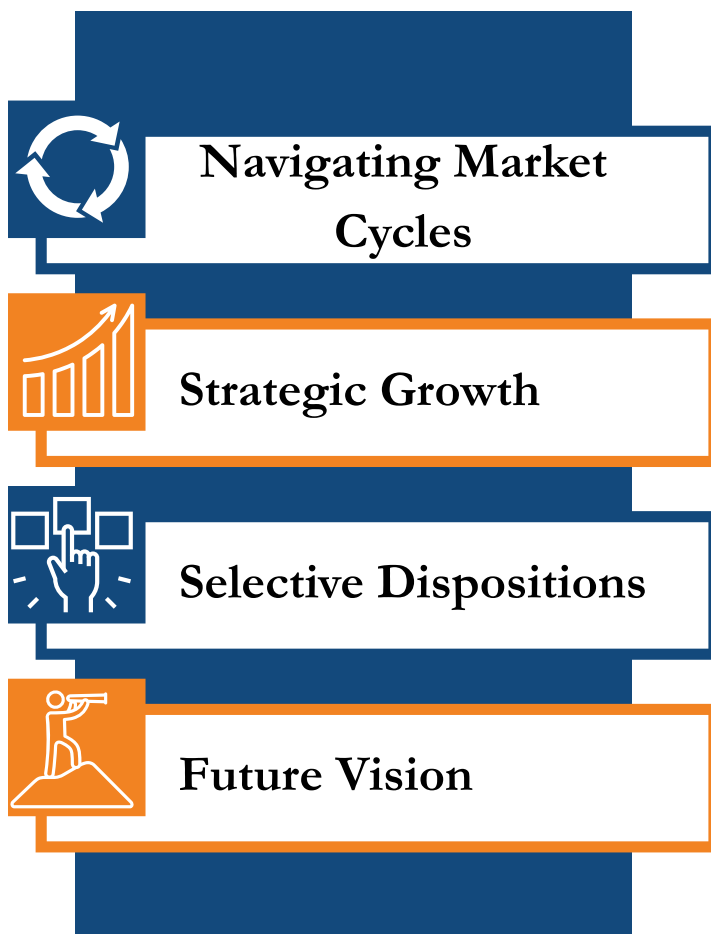 Navigating Market
Cycles
Strategic Growth
Selective Dispositions
Future Vision